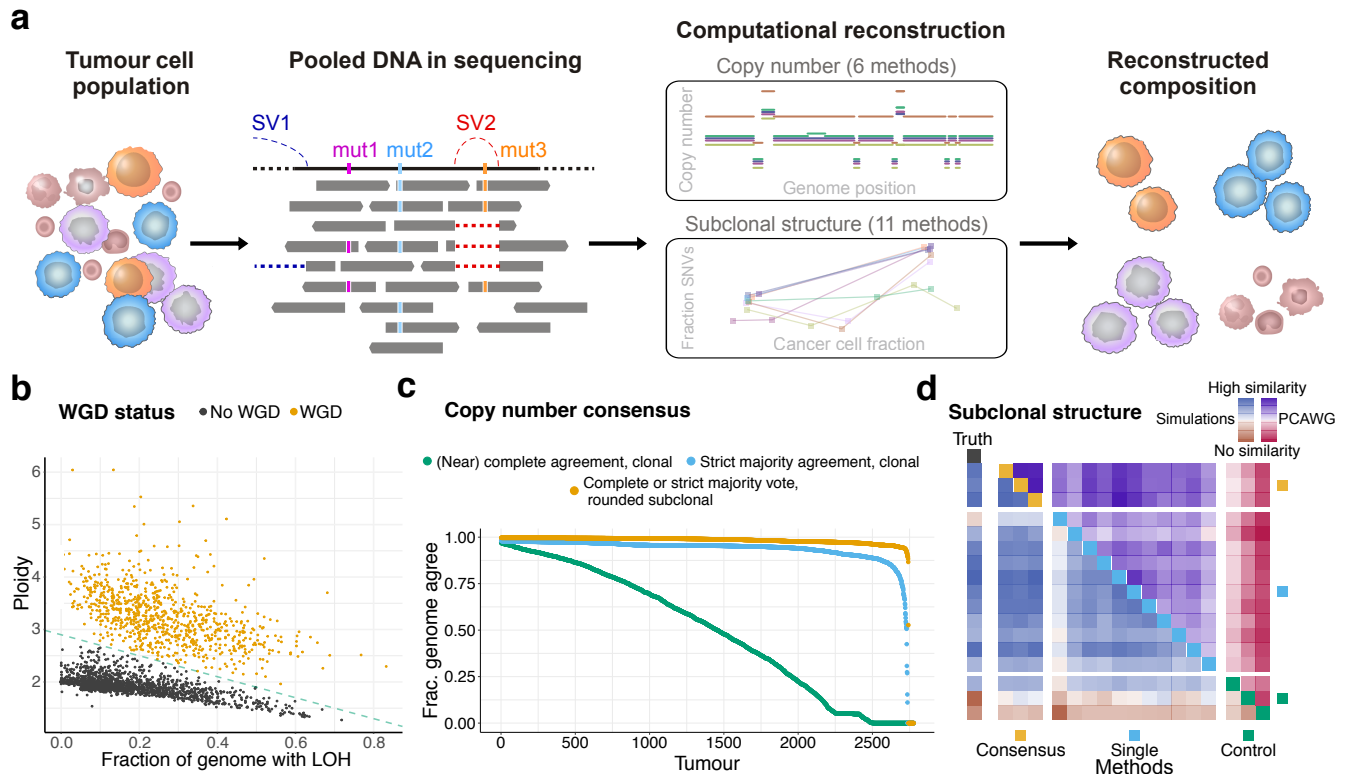 a
Tumour cell
population
Pooled DNA in sequencing
Computational reconstruction
Reconstructed
composition
Copy number (6 methods)
Copy number
Genome position
SV1
SV2
mut1
mut2
mut3
Subclonal structure (11 methods)
Fraction SNVs
Cancer cell fraction
b
WGD status
No WGD
WGD
Ploidy
6
5
4
3
2
0.0
0.2
0.4
0.6
0.8
Fraction of genome with LOH
c
Copy number consensus
(Near) complete agreement, clonal
Strict majority agreement, clonal
Complete or strict majority vote,
rounded subclonal
Frac. genome agree
1.00
0.75
0.50
0.25
0.00
0
500
1000
1500
2000
2500
Tumour
d
Subclonal structure
High similarity
Simulations
PCAWG
No similarity
Truth
Consensus
Single
Control
Methods